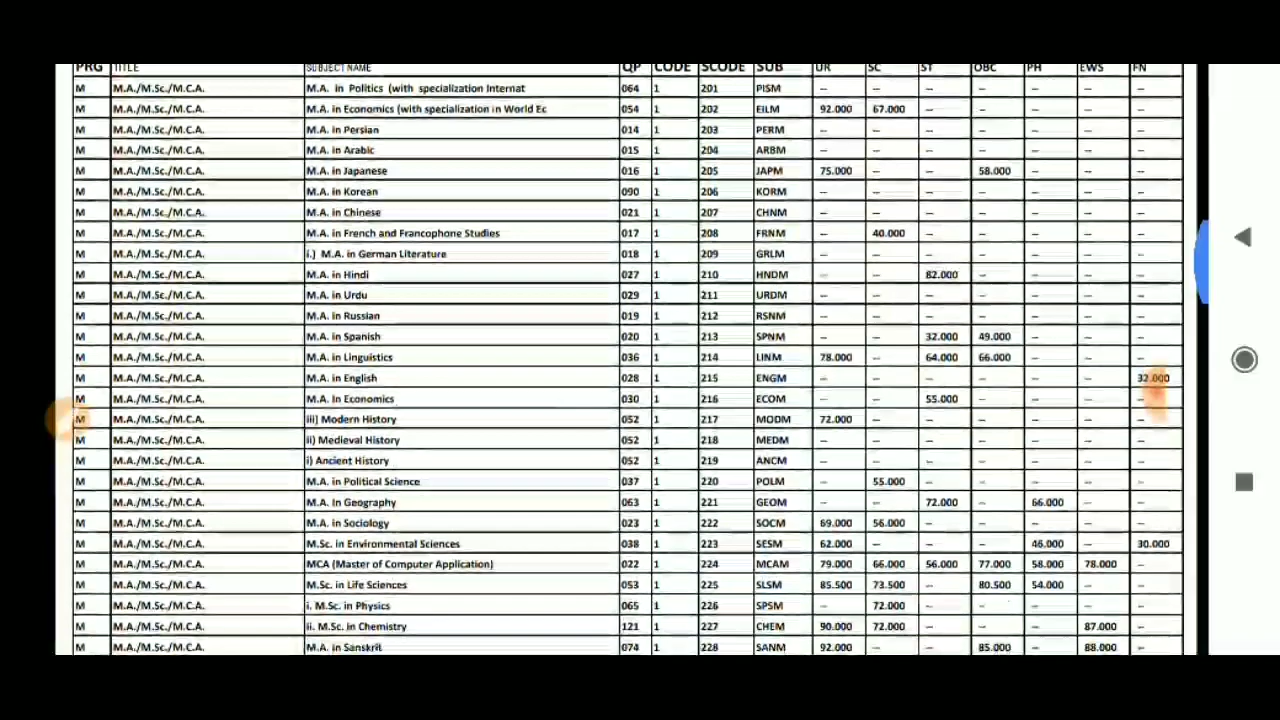 PRG TITLE SUBJECT NAME QP CODE SCODE SUB UR SC ST OBC PH EWS FN
M M.A./M.Sc./M.C.A. M.A. in Politics (with specialization Internat 064 1 201 PISM -- -- -- -- -- -- --
M M.A./M.Sc./M.C.A. M.A. in Economics (with specialization in World Ec 054 1 202 EILM 92.000 67.000 -- -- -- -- --
M M.A./M.Sc./M.C.A. M.A. in Persian 014 1 203 PERM -- -- -- -- -- -- --
M M.A./M.Sc./M.C.A. M.A. in Arabic 015 1 204 ARBM -- -- -- -- -- -- --
M M.A./M.Sc./M.C.A. M.A. in Japanese 016 1 205 JAPM 75.000 -- -- 58.000 -- -- --
M M.A./M.Sc./M.C.A. M.A. in Korean 090 1 206 KORM -- -- -- -- -- -- --
M M.A./M.Sc./M.C.A. M.A. in Chinese 021 1 207 CHNM -- -- -- -- -- -- --
M M.A./M.Sc./M.C.A. M.A. in French and Francophone Studies 017 1 208 FRNM -- 40.000 -- -- -- -- --
M M.A./M.Sc./M.C.A. i.) M.A. in German Literature 018 1 209 GRLM -- -- -- -- -- -- --
M M.A./M.Sc./M.C.A. M.A. in Hindi 027 1 210 HNDM -- -- 82.000 -- -- -- --
M M.A./M.Sc./M.C.A. M.A. in Urdu 029 1 211 URDM -- -- -- -- -- -- --
M M.A./M.Sc./M.C.A. M.A. in Russian 019 1 212 RSNM -- -- -- -- -- -- --
M M.A./M.Sc./M.C.A. M.A. in Spanish 020 1 213 SPNM -- -- 32.000 49.000 -- -- --
M M.A./M.Sc./M.C.A. M.A. in Linguistics 036 1 214 LINM 78.000 -- 64.000 66.000 -- -- --
M M.A./M.Sc./M.C.A. M.A. in English 028 1 215 ENGM -- -- -- -- -- -- 32.000
M M.A./M.Sc./M.C.A. M.A. In Economics 030 1 216 ECOM -- -- 55.000 -- -- -- --
M M.A./M.Sc./M.C.A. iii) Modern History 052 1 217 MODM 72.000 -- -- -- -- -- --
M M.A./M.Sc./M.C.A. ii) Medieval History 052 1 218 MEDM -- -- -- -- -- -- --
M M.A./M.Sc./M.C.A. i) Ancient History 052 1 219 ANCM -- -- -- -- -- -- --
M M.A./M.Sc./M.C.A. M.A. in Political Science 037 1 220 POLM -- 55.000 -- -- -- -- --
M M.A./M.Sc./M.C.A. M.A. In Geography 063 1 221 GEOM -- -- 72.000 -- 66.000 -- --
M M.A./M.Sc./M.C.A. M.A. in Sociology 023 1 222 SOCM 69.000 56.000 -- -- -- -- --
M M.A./M.Sc./M.C.A. M.Sc. in Environmental Sciences 038 1 223 SESM 62.000 -- -- -- 46.000 -- 30.000
M M.A./M.Sc./M.C.A. MCA (Master of Computer Application) 022 1 224 MCAM 79.000 66.000 56.000 77.000 58.000 78.000 --
M M.A./M.Sc./M.C.A. M.Sc. in Life Sciences 053 1 225 SLSM 85.500 73.500 -- 80.500 54.000 -- --
M M.A./M.Sc./M.C.A. i. M.Sc. in Physics 065 1 226 SPSM -- 72.000 -- -- -- -- --
M M.A./M.Sc./M.C.A. ii. M.Sc. in Chemistry 121 1 227 CHEM 90.000 72.000 -- -- -- 87.000 --
M M.A./M.Sc./M.C.A. M.A. in Sanskrit 074 1 228 SANM 92.000 -- -- 85.000 -- 88.000 --